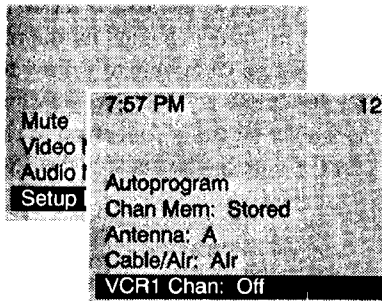 Mute
Video
Audio
Setup
7:57 PM 12
Autoprogram
Chan Mem: Stored
Antenna: A
Cable/Air: Air
VCR1 Chan: Off